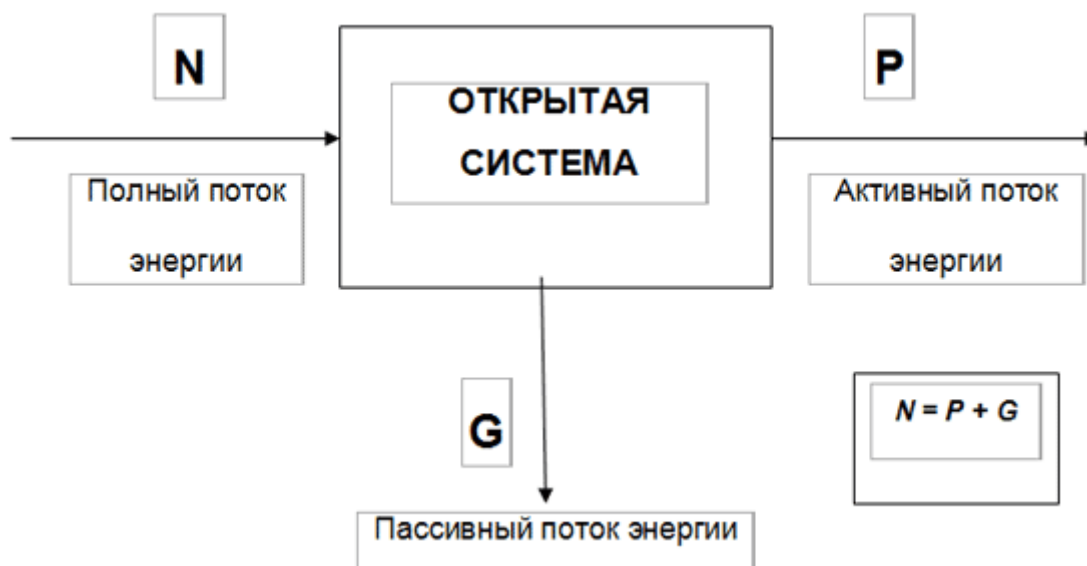 N
P
ОТКРЫТАЯ
СИСТЕМА
Полный поток
энергии
Активный поток
энергии
G
N = P + G
Пассивный поток энергии